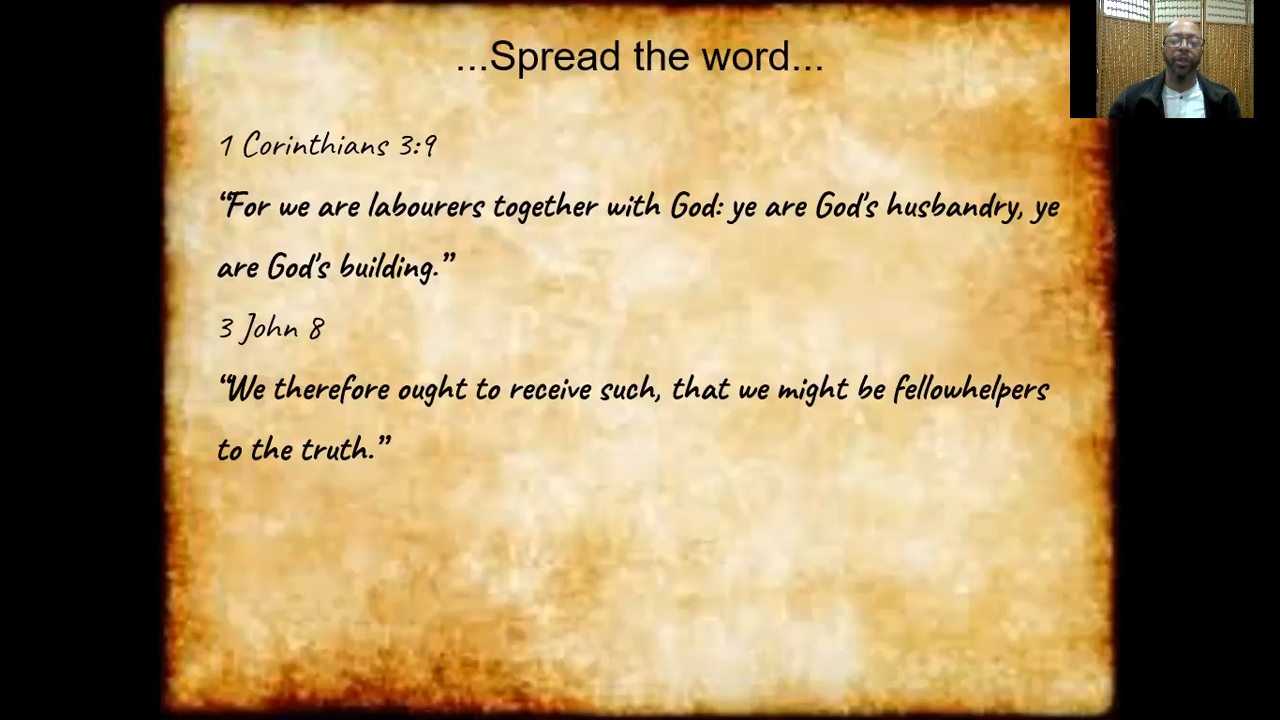 ...Spread the word...
1 Corinthians 3:9
“For we are labourers together with God: ye are God's husbandry, ye
are God's building.”
3 John 8
“We therefore ought to receive such, that we might be fellowhelpers
to the truth.”